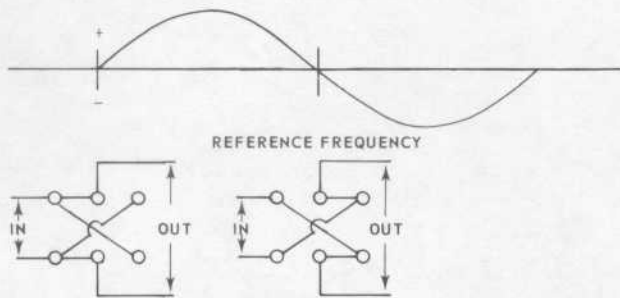 +
−
REFERENCE FREQUENCY
IN OUT IN OUT